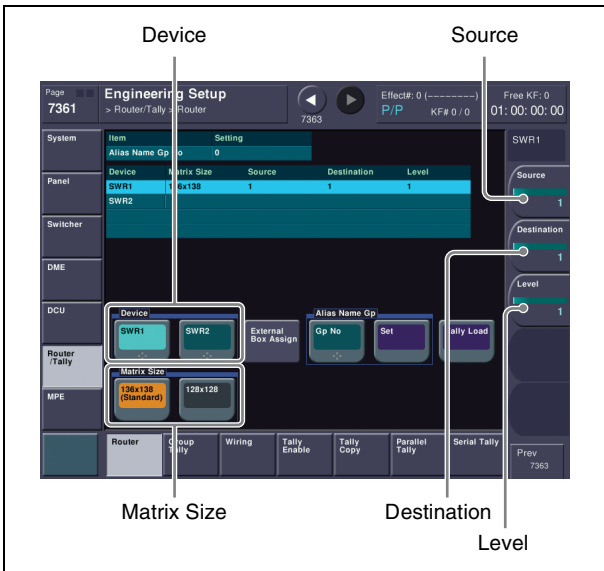 Device
Source
Page
7361
Engineering Setup
> Router/Tally > Router
7363
Effect#: 0 (--------)
P/P KF# 0 / 0
Free KF: 0
01: 00: 00: 00
System
Panel
Switcher
DME
DCU
Router
/Tally
MPE
Item Setting
Alias Name Gp No 0
Device Matrix Size Source Destination Level
SWR1 136x138 1 1 1
SWR2
SWR1
Source
1
Destination
1
Level
1
Device
SWR1
SWR2
External
Box Assign
Alias Name Gp
Gp No
Set
Tally Load
Matrix Size
136x138
(Standard)
128x128
Router
Group
Tally
Wiring
Tally
Enable
Tally
Copy
Parallel
Tally
Serial Tally
Prev
7363
Matrix Size
Destination
Level